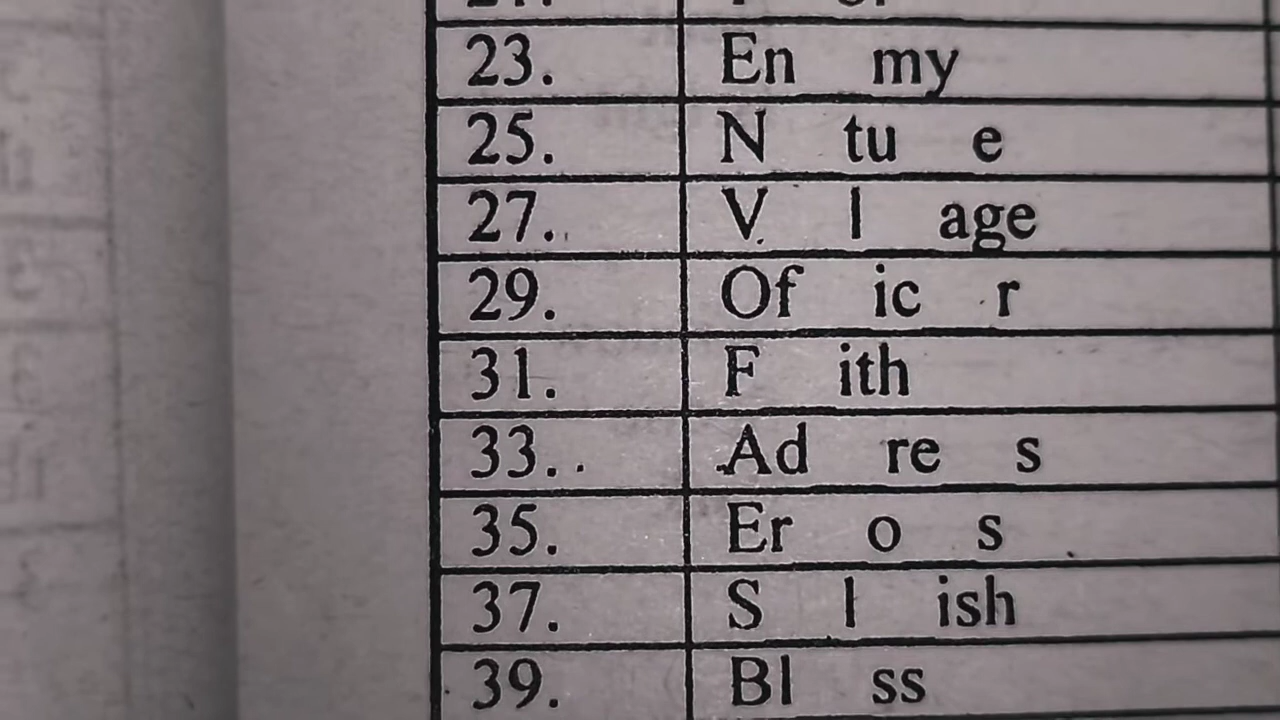 23. En my
25. N tu e
27. V l age
29. Of ic r
31. F ith
33. Ad re s
35. Er o s
37. S l ish
39. Bl ss